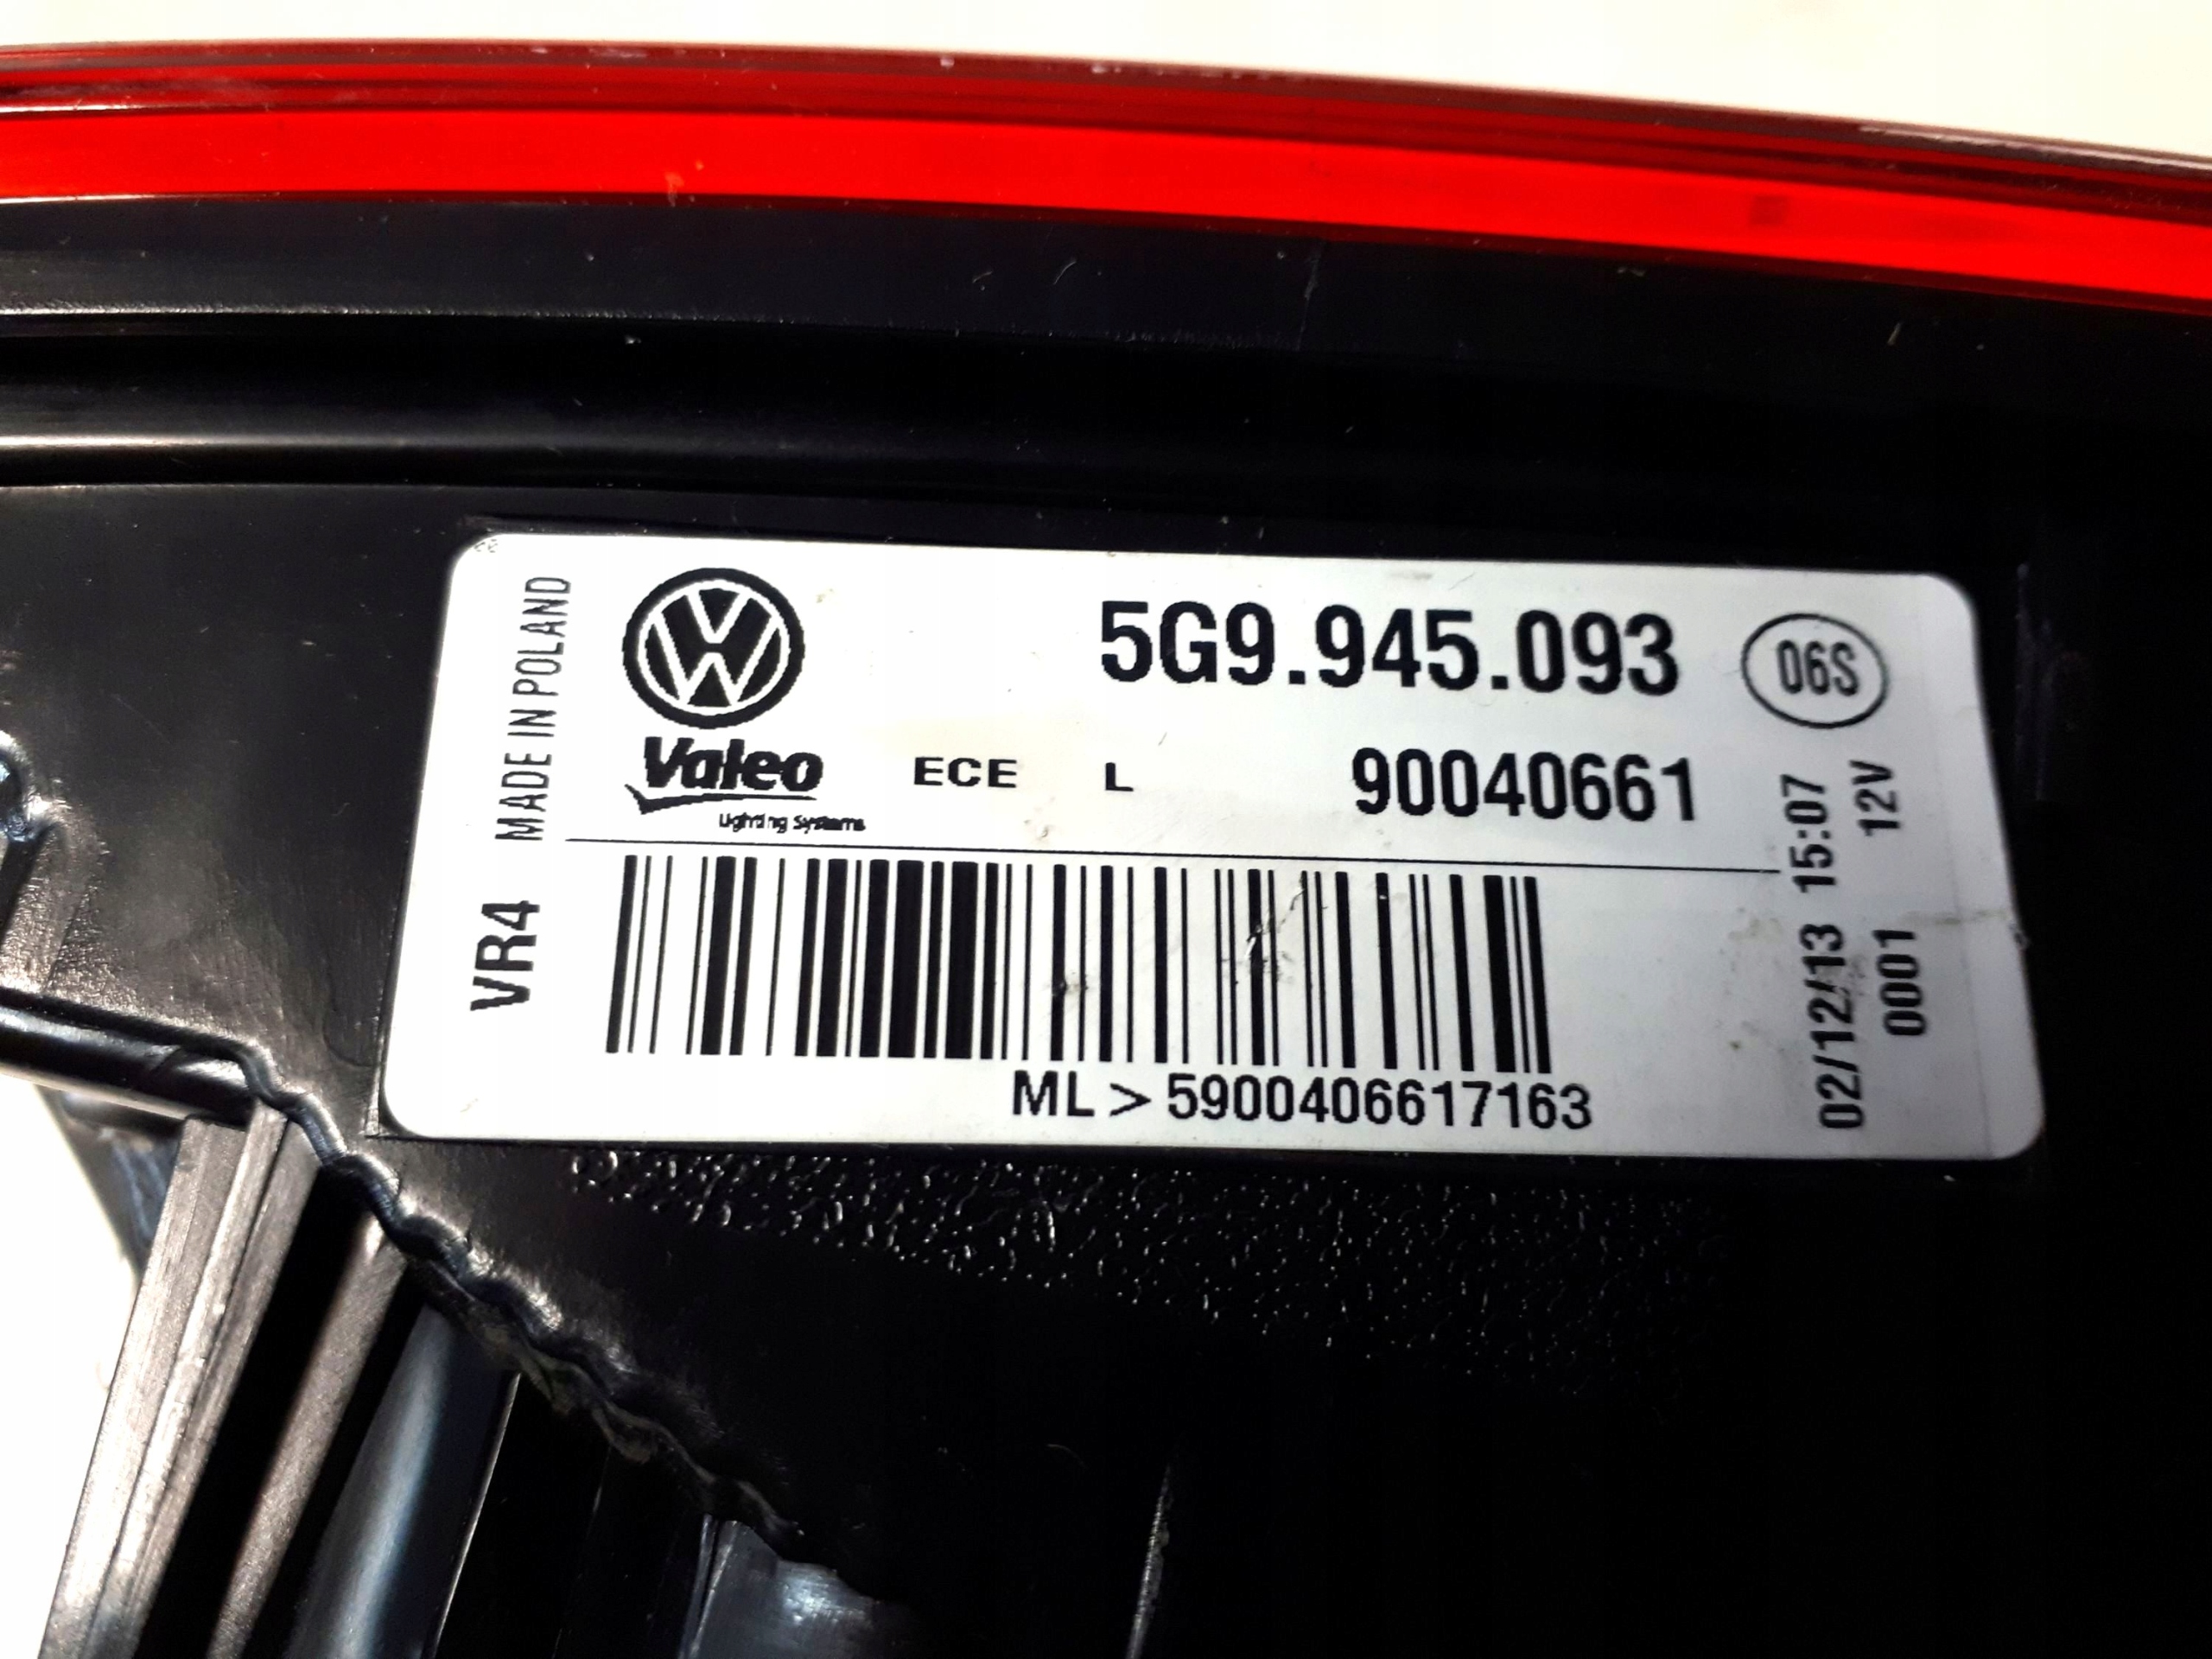 MADE IN POLAND
VR4
5G9.945.093
06S
Valeo
Lighting Systems
ECE L 90040661
ML > 5900406617163
02/12/13 15:07
0001 12V